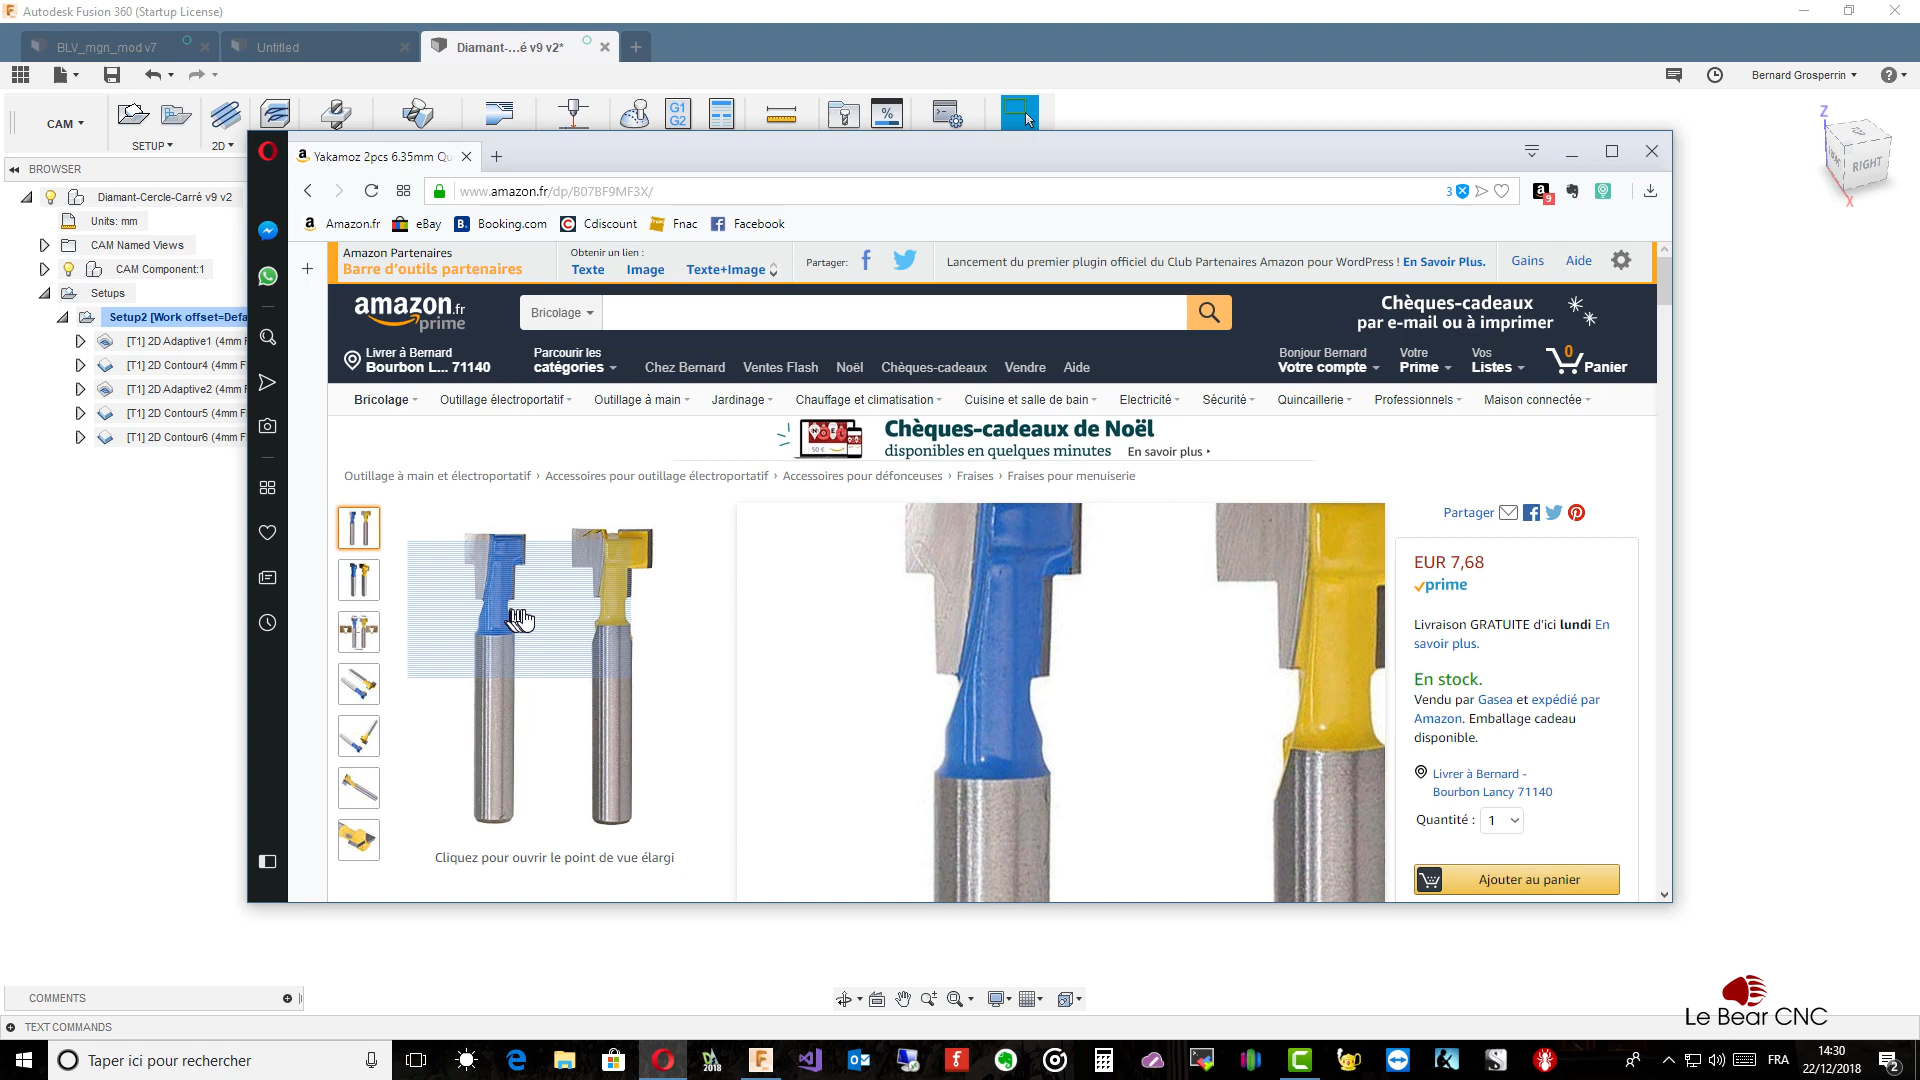 Autodesk Fusion 360 (Startup License)
BLV_mgn_mod v7
Untitled
Diamant-...é v9 v2*
Bernard Grosperrin
CAM
SETUP
2D
G1
G2
%
Z
RIGHT
X
BROWSER
Diamant-Cercle-Carré v9 v2
Units: mm
CAM Named Views
CAM Component:1
Setups
Setup2 [Work offset=Defa
[T1] 2D Adaptive1 (4mm F
[T1] 2D Contour4 (4mm F
[T1] 2D Adaptive2 (4mm F
[T1] 2D Contour5 (4mm F
[T1] 2D Contour6 (4mm F
Yakamoz 2pcs 6.35mm Qu
www.amazon.fr/dp/B07BF9MF3X/
3
9
Amazon.fr
eBay
Booking.com
Cdiscount
Fnac
Facebook
Amazon Partenaires
Barre d'outils partenaires
Obtenir un lien :
Texte
Image
Texte+Image
Partager:
Lancement du premier plugin officiel du Club Partenaires Amazon pour WordPress ! En Savoir Plus.
Gains
Aide
amazon.fr
prime
Bricolage
Chèques-cadeaux
par e-mail ou à imprimer
Livrer à Bernard
Bourbon L... 71140
Parcourir les
catégories
Chez Bernard
Ventes Flash
Noël
Chèques-cadeaux
Vendre
Aide
Bonjour Bernard
Votre compte
Votre
Prime
Vos
Listes
0
Panier
Bricolage
Outillage électroportatif
Outillage à main
Jardinage
Chauffage et climatisation
Cuisine et salle de bain
Electricité
Sécurité
Quincaillerie
Professionnels
Maison connectée
NOEL
50 €
Chèques-cadeaux de Noël
disponibles en quelques minutes
En savoir plus
Outillage à main et électroportatif › Accessoires pour outillage électroportatif › Accessoires pour défonceuses › Fraises › Fraises pour menuiserie
Partager
EUR 7,68
prime
Livraison GRATUITE d'ici lundi En
savoir plus.
En stock.
Vendu par Gasea et expédié par
Amazon. Emballage cadeau
disponible.
Livrer à Bernard -
Bourbon Lancy 71140
Quantité : 1
Ajouter au panier
Cliquez pour ouvrir le point de vue élargi
COMMENTS
TEXT COMMANDS
Le Bear CNC
Taper ici pour rechercher
2018
FRA
14:30
22/12/2018
2